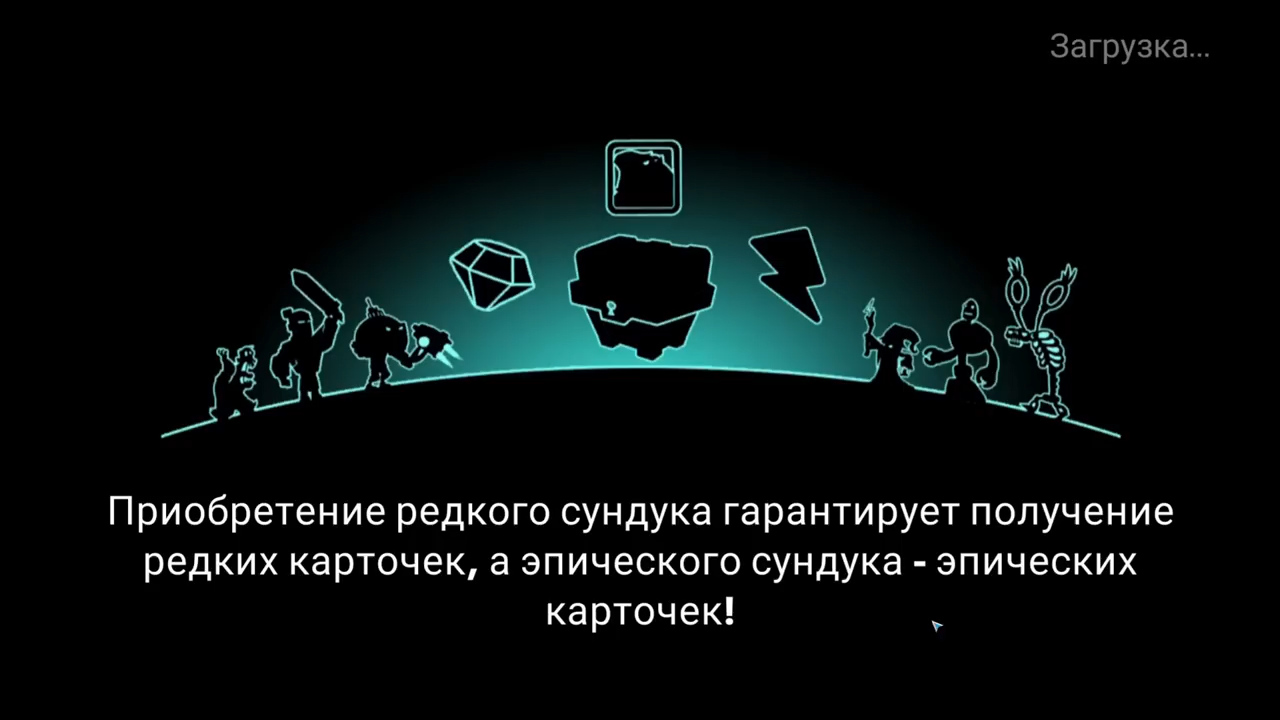 Загрузка...
Приобретение редкого сундука гарантирует получение
редких карточек, а эпического сундука - эпических
карточек!